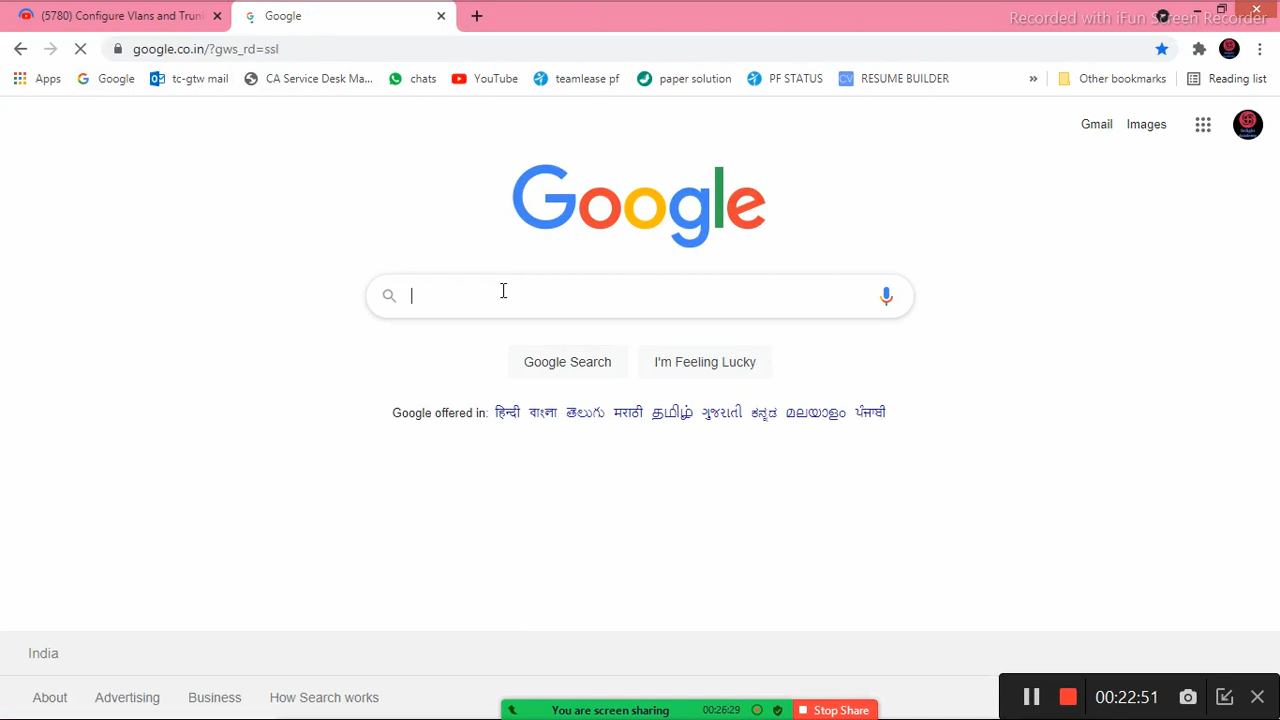 (5780) Configure Vlans and Trun
Google
Recorded with iFun Screen Recorder
google.co.in/?gws_rd=ssl
Apps Google tc-gtw mail CA Service Desk Ma... chats YouTube teamlease pf paper solution PF STATUS CV RESUME BUILDER » Other bookmarks Reading list
Gmail Images
Google
Google Search I'm Feeling Lucky
Google offered in: हिन्दी বাংলা తెలుగు मराठी தமிழ் ગુજરાતી ಕನ್ನಡ മലയാളം ਪੰਜਾਬੀ
India
About Advertising Business How Search works
You are screen sharing 00:26:29 Stop Share
00:22:51